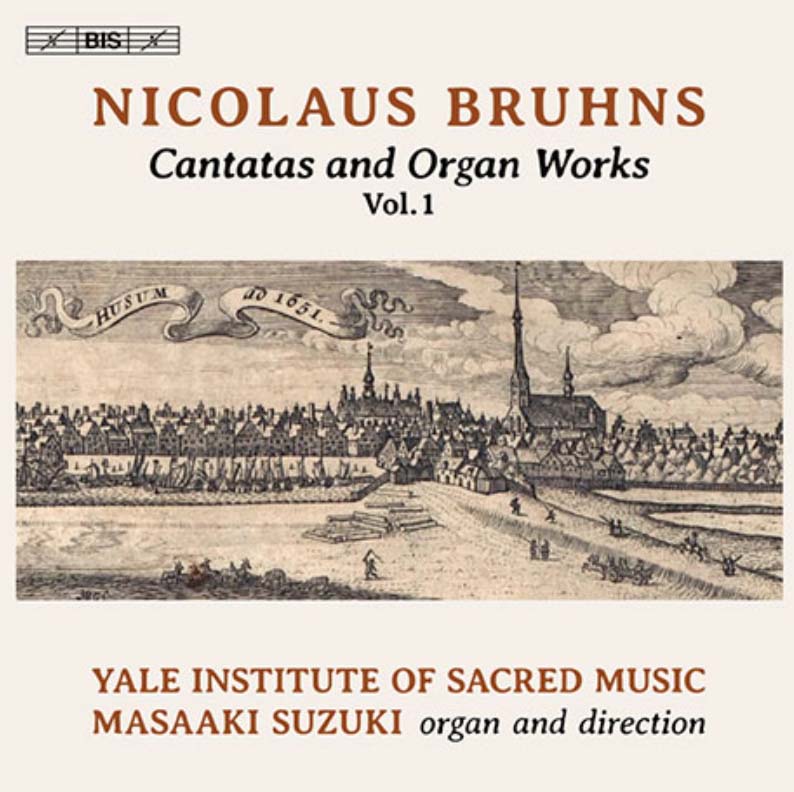 BIS
NICOLAUS BRUHNS
Cantatas and Organ Works
Vol. 1
HUSUM ad 1651.
YALE INSTITUTE OF SACRED MUSIC
MASAAKI SUZUKI organ and direction